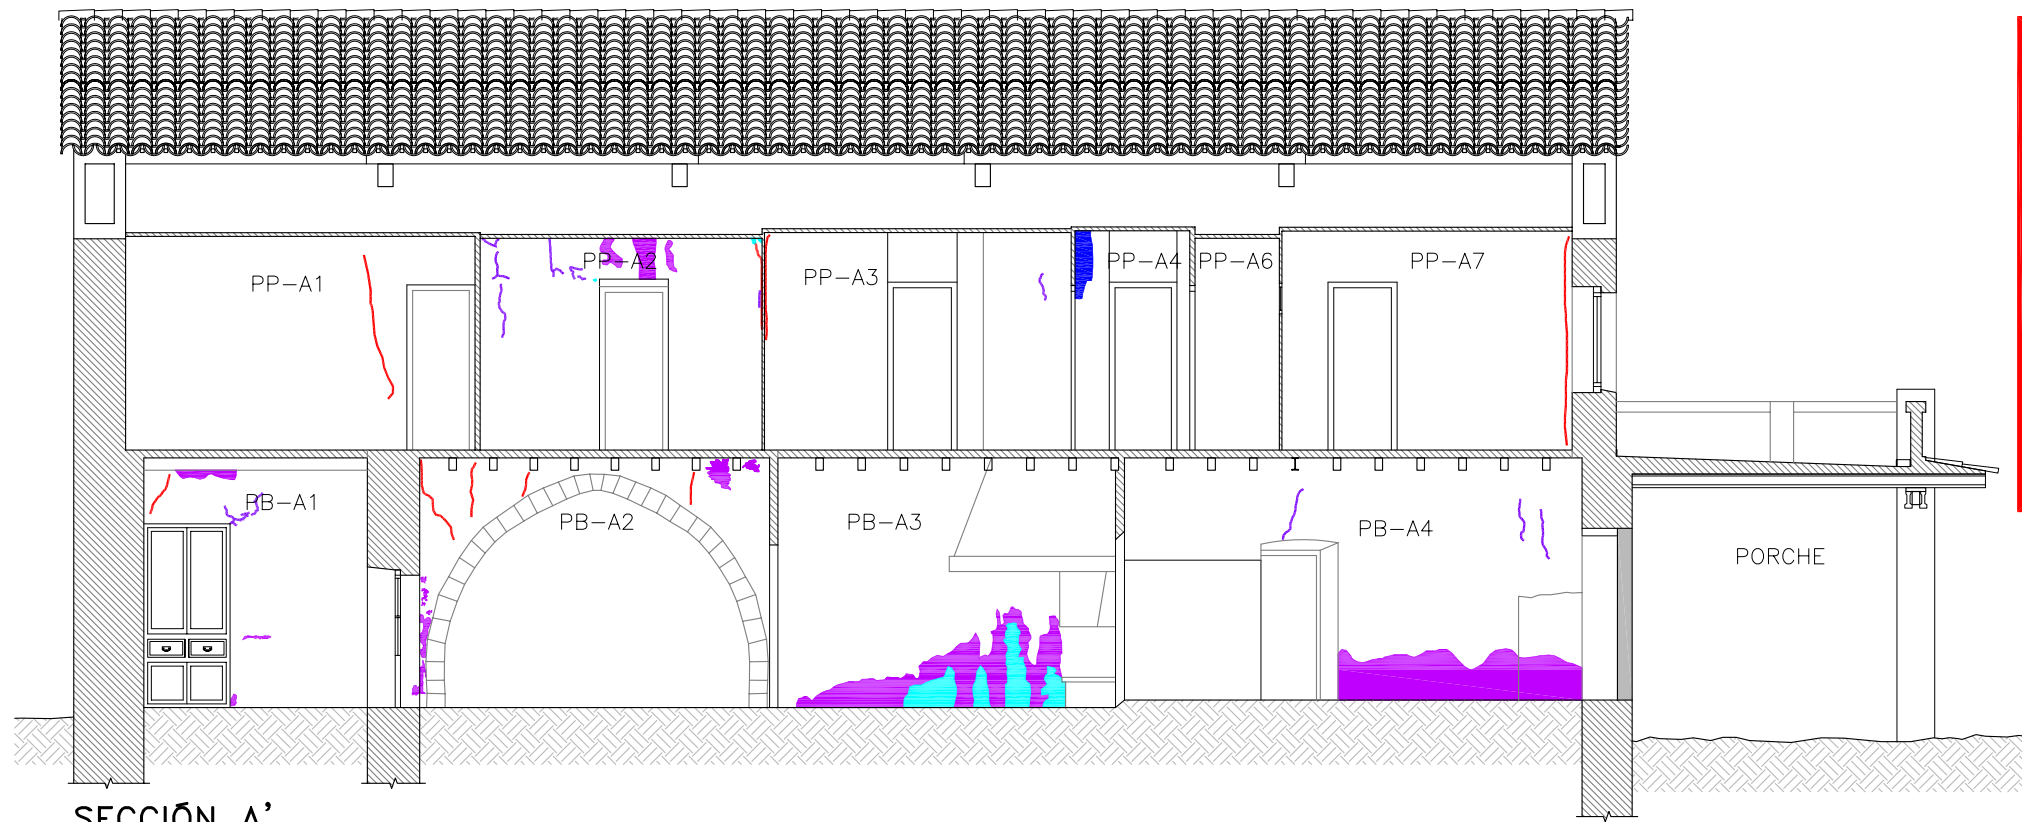 PP-A1
PP-A2
PP-A3
PP-A4
PP-A6
PP-A7
PB-A1
PB-A2
PB-A3
PB-A4
PORCHE
SECCIÓN A'